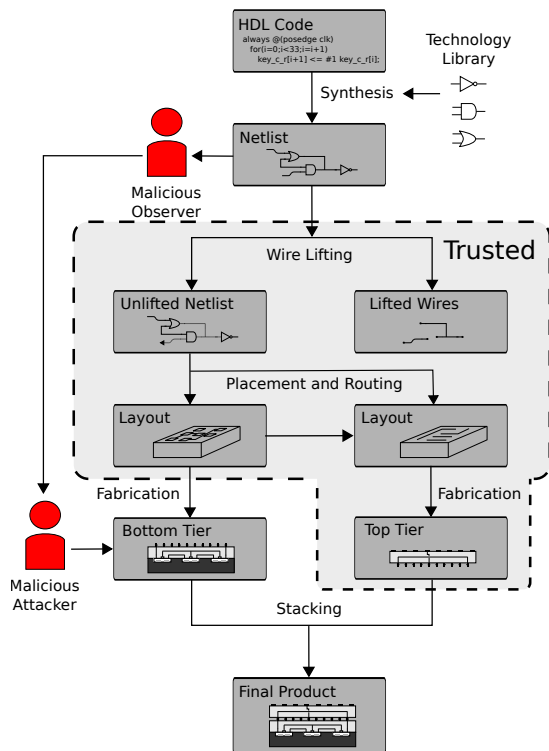 HDL Code
always @(posedge clk)
for(i=0;i<33;i=i+1)
key_c_r[i+1] <= #1 key_c_r[i];
Technology
Library
Synthesis
Netlist
Malicious
Observer
Trusted
Wire Lifting
Unlifted Netlist
Lifted Wires
Placement and Routing
Layout
Layout
Fabrication
Fabrication
Bottom Tier
Top Tier
Malicious
Attacker
Stacking
Final Product